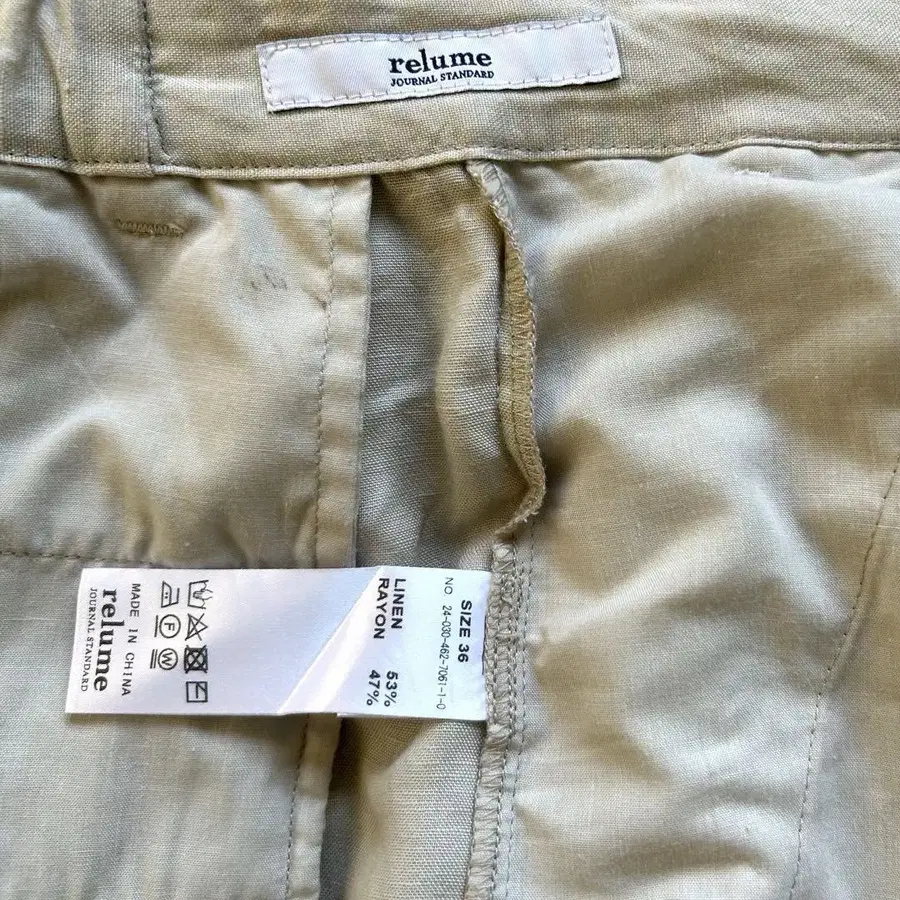 relume
JOURNAL STANDARD
SIZE 36
NO 24-030-462-7061-1-0
LINEN 53%
RAYON 47%
F W
MADE IN CHINA
relume
JOURNAL STANDARD